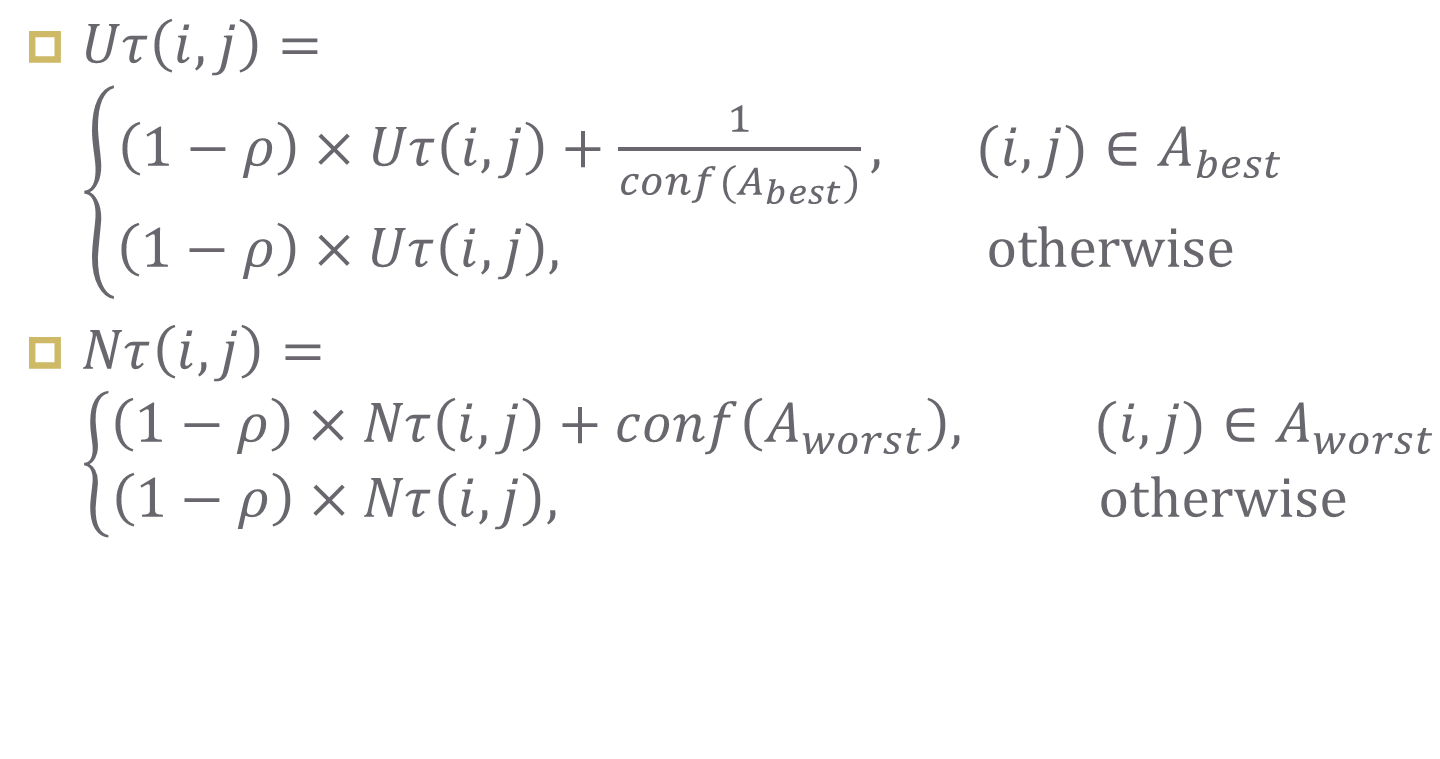 Uτ(i, j) =
(1 − ρ) × Uτ(i, j) + 1/conf(A_best), (i, j) ∈ A_best
(1 − ρ) × Uτ(i, j), otherwise
Nτ(i, j) =
(1 − ρ) × Nτ(i, j) + conf(A_worst), (i, j) ∈ A_worst
(1 − ρ) × Nτ(i, j), otherwise